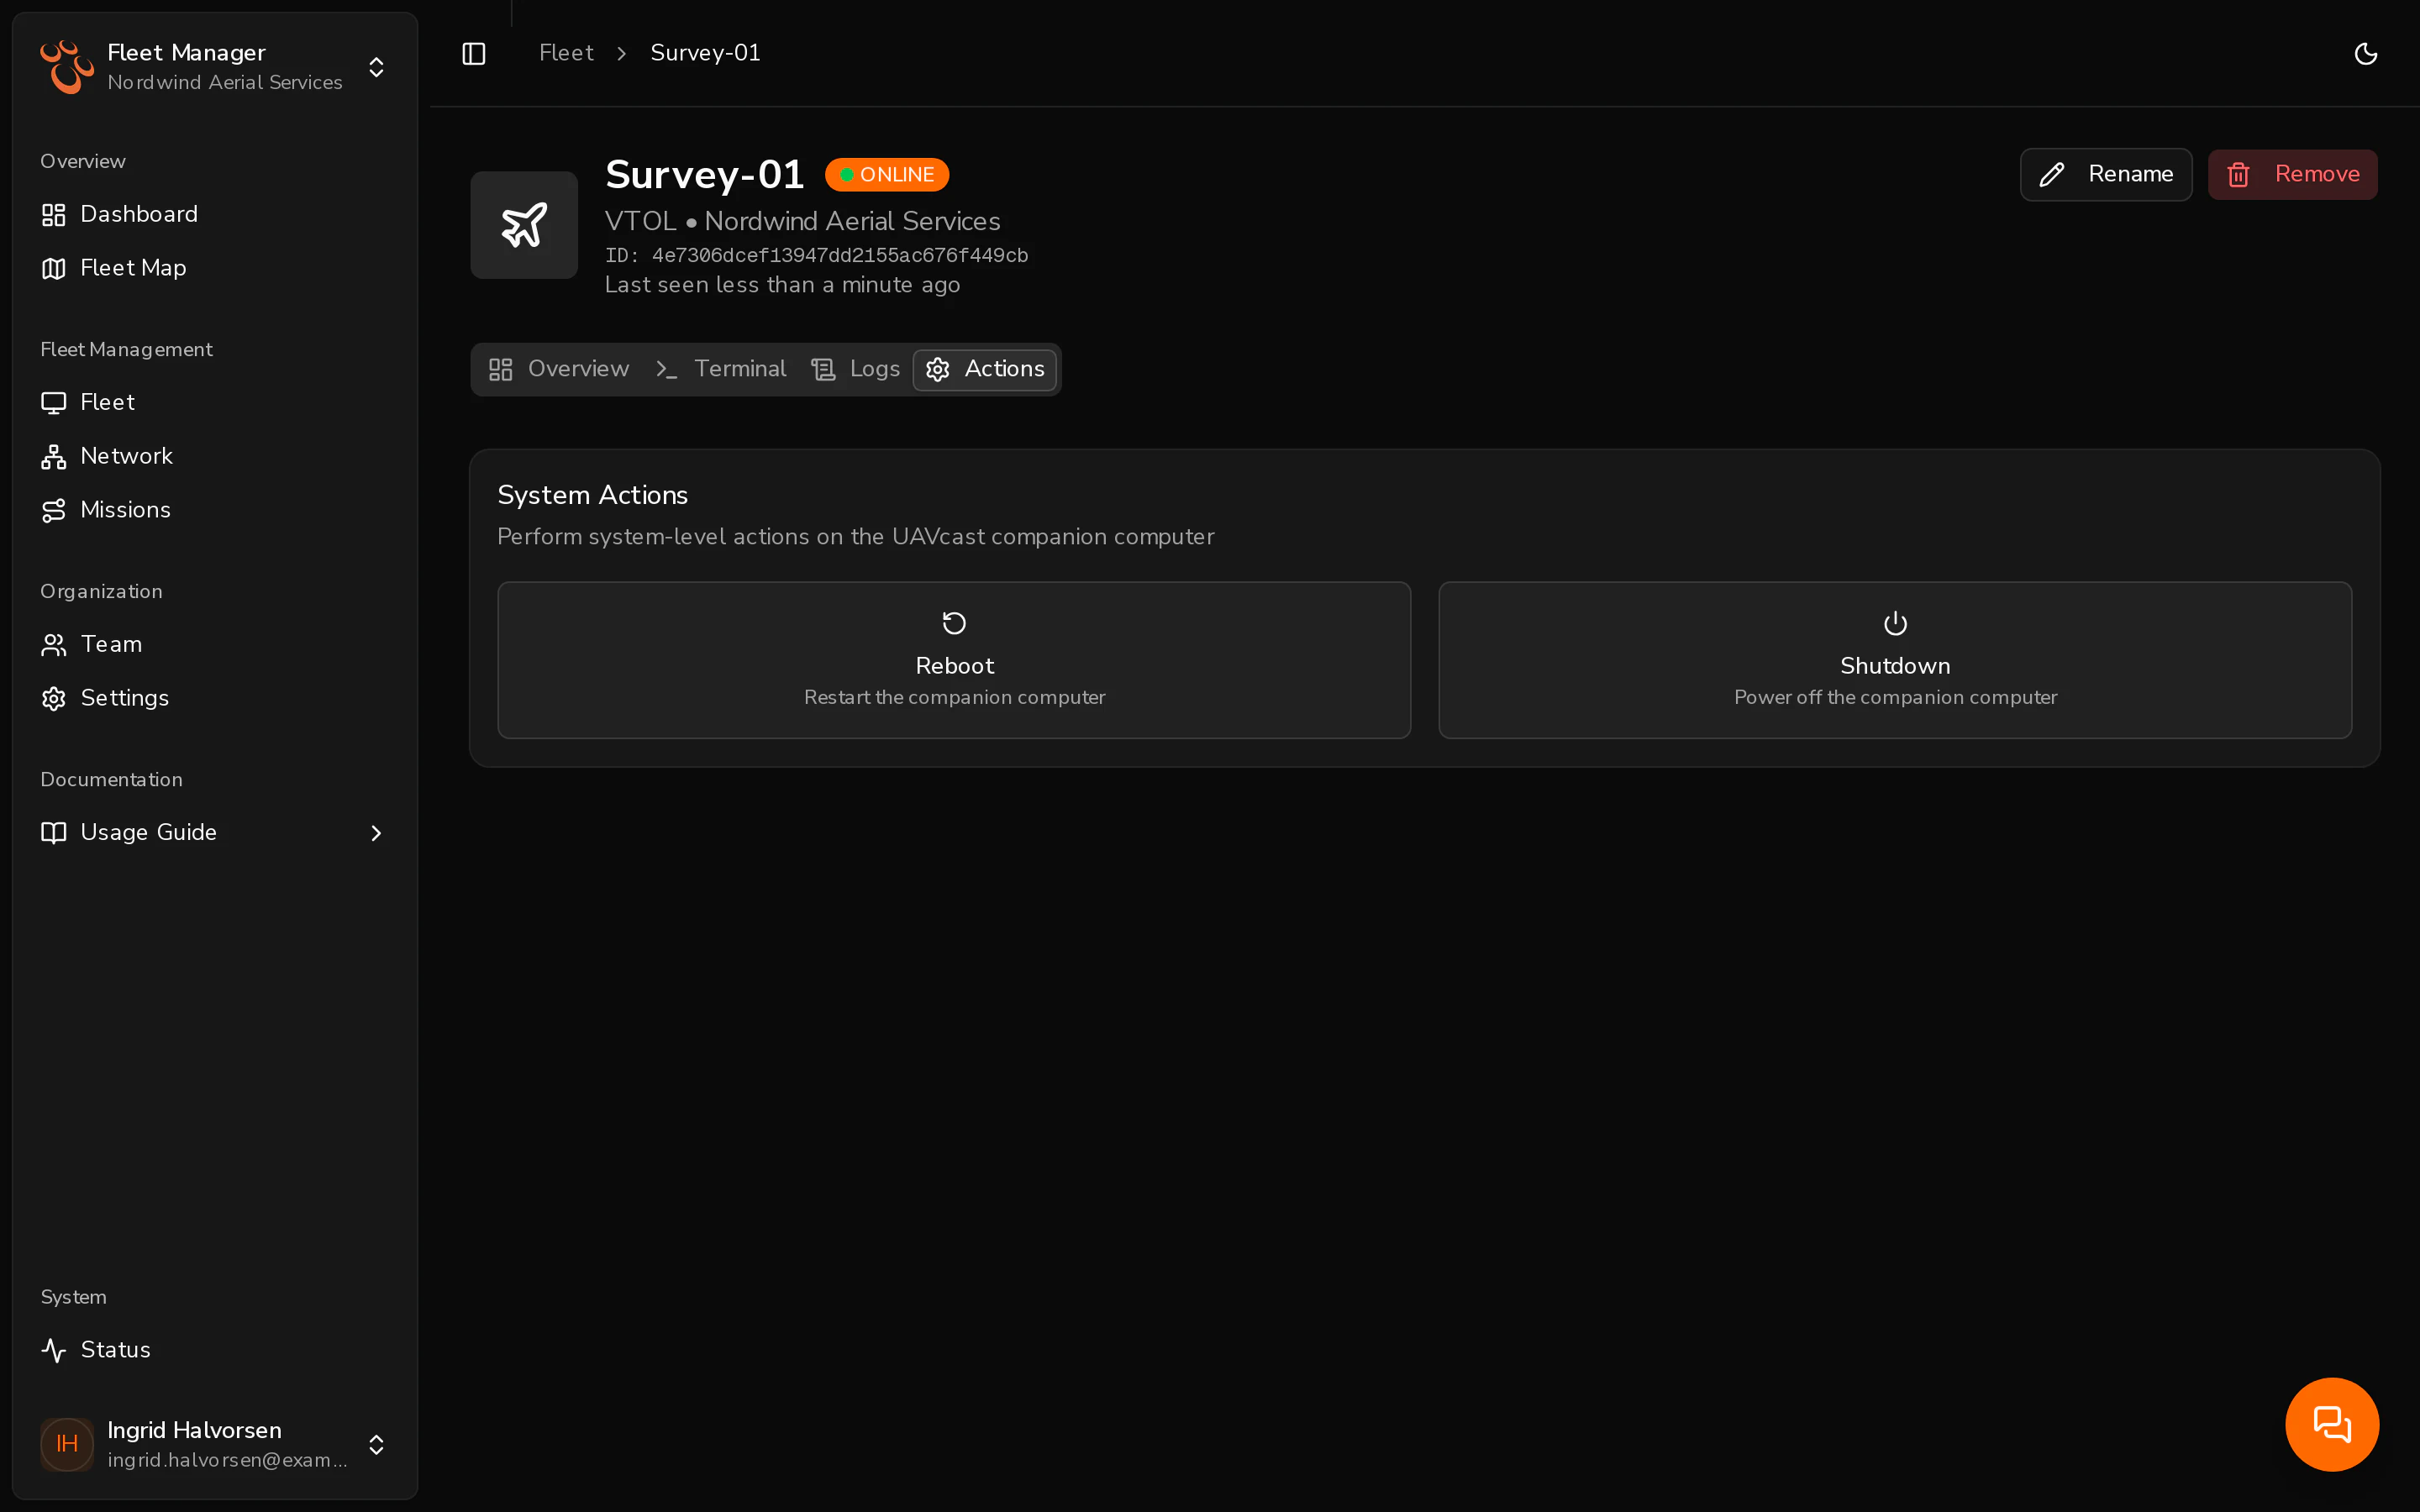 Fleet Manager
Nordwind Aerial Services
Overview
Dashboard
Fleet Map
Fleet Management
Fleet
Network
Missions
Organization
Team
Settings
Documentation
Usage Guide
System
Status
IH
Ingrid Halvorsen
ingrid.halvorsen@exam...
Fleet > Survey-01
Survey-01
ONLINE
VTOL • Nordwind Aerial Services
ID: 4e7306dcef13947dd2155ac676f449cb
Last seen less than a minute ago
Rename
Remove
Overview
Terminal
Logs
Actions
System Actions
Perform system-level actions on the UAVcast companion computer
Reboot
Restart the companion computer
Shutdown
Power off the companion computer